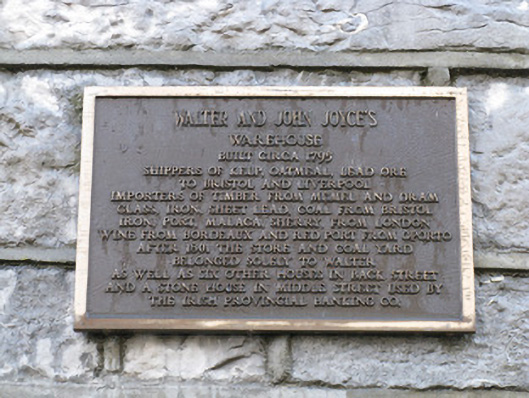 WALTER AND JOHN JOYCE'S
WAREHOUSE
BUILT CIRCA 1795
SHIPPERS OF KELP, OATMEAL, LEAD ORE
TO BRISTOL AND LIVERPOOL
IMPORTERS OF TIMBER FROM MEMEL AND DRAM
GLASS, IRON, SHEET LEAD, COAL FROM BRISTOL
IRON, PORT, MALAGA, SHERRY FROM LONDON
WINE FROM BORDEAUX AND RED PORT FROM OPORTO
AFTER 1801 THE STORE AND COAL YARD
BELONGED SOLELY TO WALTER
AS WELL AS SIX OTHER HOUSES IN BACK STREET
AND A STONE HOUSE IN MIDDLE STREET USED BY
THE IRISH PROVINCIAL BANKING CO.